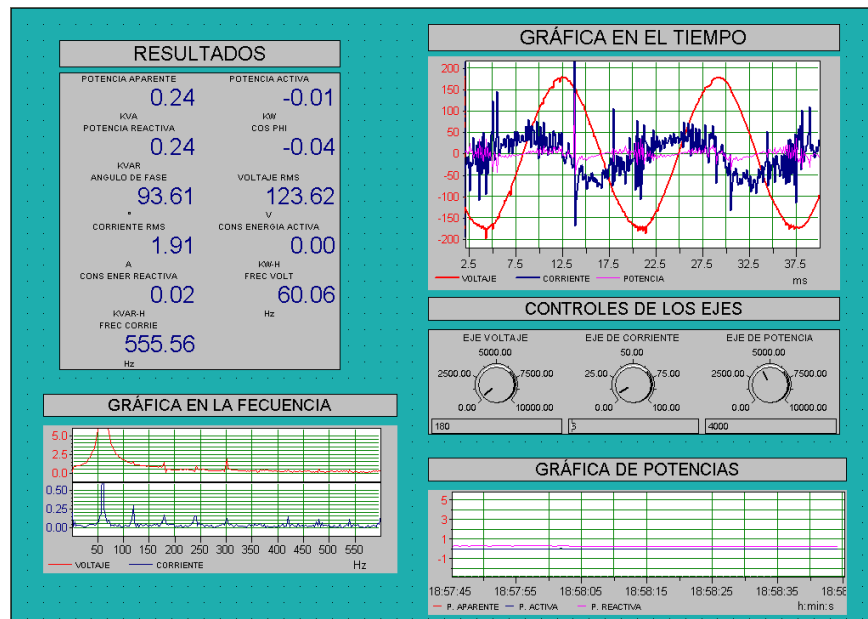 RESULTADOS
POTENCIA APARENTE POTENCIA ACTIVA
0.24 -0.01
KVA KW
POTENCIA REACTIVA COS PHI
0.24 -0.04
KVAR
ANGULO DE FASE VOLTAJE RMS
93.61 123.62
° V
CORRIENTE RMS CONS ENERGIA ACTIVA
1.91 0.00
A KW-H
CONS ENER REACTIVA FREC VOLT
0.02 60.06
KVAR-H Hz
FREC CORRIE
555.56
Hz
GRÁFICA EN LA FECUENCIA
5.0
2.5
0.0
0.50
0.25
0.00
50 100 150 200 250 300 350 400 450 500 550
VOLTAJE CORRIENTE Hz
GRÁFICA EN EL TIEMPO
200
150
100
50
0
-50
-100
-150
-200
2.5 7.5 12.5 17.5 22.5 27.5 32.5 37.5
VOLTAJE CORRIENTE POTENCIA ms
CONTROLES DE LOS EJES
EJE VOLTAJE EJE DE CORRIENTE EJE DE POTENCIA
5000.00 50.00 5000.00
2500.00 7500.00 25.00 75.00 2500.00 7500.00
0.00 10000.00 0.00 100.00 0.00 10000.00
180 4000
GRÁFICA DE POTENCIAS
5
3
1
-1
18:57:45 18:57:55 18:58:05 18:58:15 18:58:25 18:58:35
P. APARENTE P. ACTIVA P. REACTIVA h:min:s